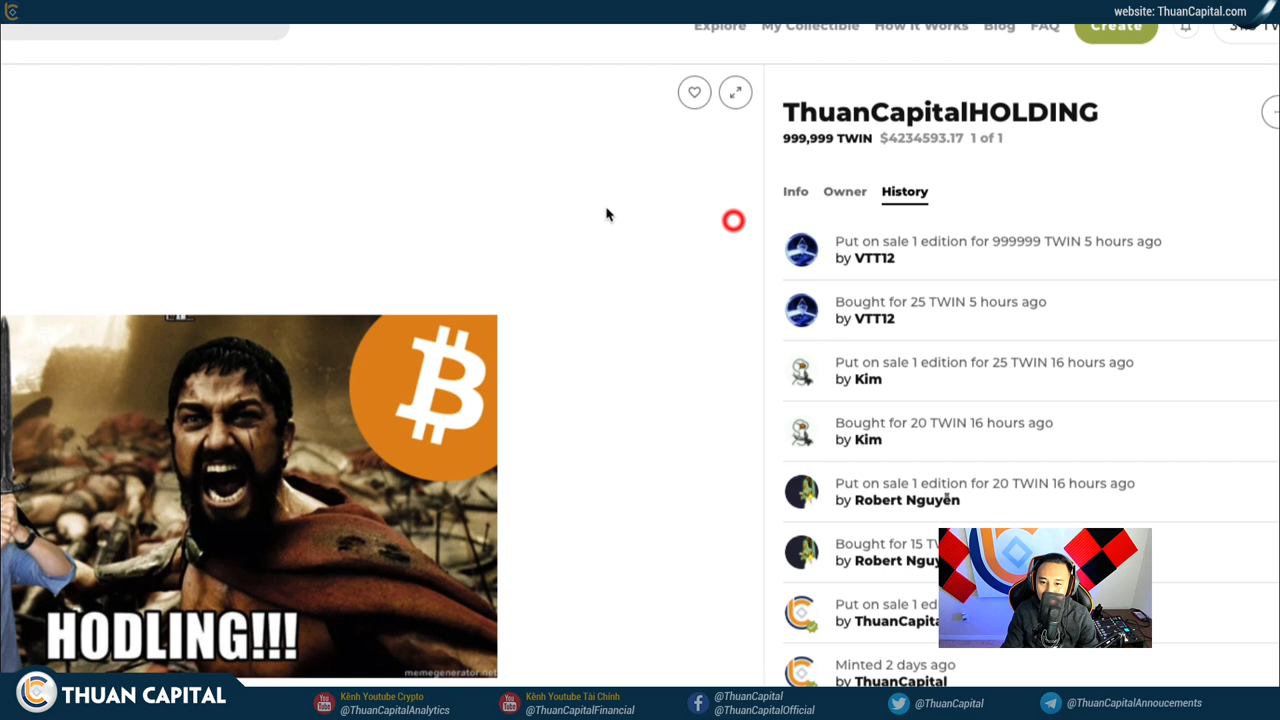 website: ThuanCapital.com
Explore My Collectible How It Works Blog FAQ Create
ThuanCapitalHOLDING
999,999 TWIN $4234593.17 1 of 1
Info Owner History
Put on sale 1 edition for 999999 TWIN 5 hours ago
by VTT12
Bought for 25 TWIN 5 hours ago
by VTT12
Put on sale 1 edition for 25 TWIN 16 hours ago
by Kim
Bought for 20 TWIN 16 hours ago
by Kim
Put on sale 1 edition for 20 TWIN 16 hours ago
by Robert Nguyễn
Bought for 15
by Robert
Put on sale 1
by
Minted 2 days ago
by ThuanCapital
HODLING!!!
memegenerator.net
THUAN CAPITAL
Kênh Youtube Crypto
@ThuanCapitalAnalytics
Kênh Youtube Tài Chính
@ThuanCapitalFinancial
@ThuanCapital
@ThuanCapitalOfficial
@ThuanCapital
@ThuanCapitalAnnoucements